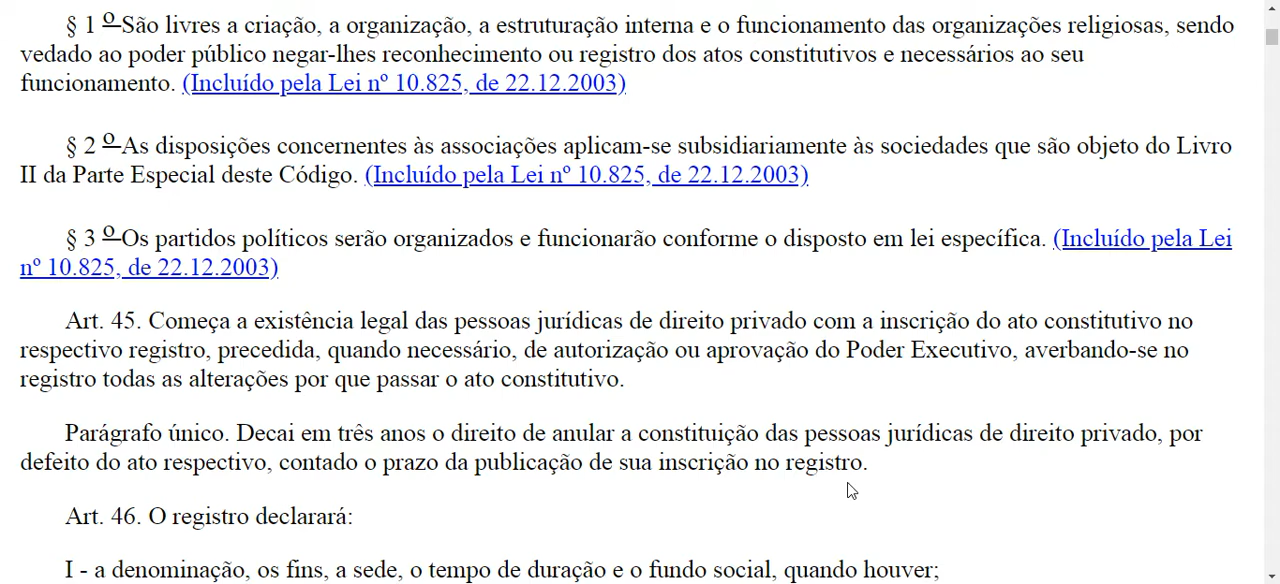 § 1 º São livres a criação, a organização, a estruturação interna e o funcionamento das organizações religiosas, sendo
vedado ao poder público negar-lhes reconhecimento ou registro dos atos constitutivos e necessários ao seu
funcionamento. (Incluído pela Lei nº 10.825, de 22.12.2003)
§ 2 º As disposições concernentes às associações aplicam-se subsidiariamente às sociedades que são objeto do Livro
II da Parte Especial deste Código. (Incluído pela Lei nº 10.825, de 22.12.2003)
§ 3 º Os partidos políticos serão organizados e funcionarão conforme o disposto em lei específica. (Incluído pela Lei
nº 10.825, de 22.12.2003)
Art. 45. Começa a existência legal das pessoas jurídicas de direito privado com a inscrição do ato constitutivo no
respectivo registro, precedida, quando necessário, de autorização ou aprovação do Poder Executivo, averbando-se no
registro todas as alterações por que passar o ato constitutivo.
Parágrafo único. Decai em três anos o direito de anular a constituição das pessoas jurídicas de direito privado, por
defeito do ato respectivo, contado o prazo da publicação de sua inscrição no registro.
Art. 46. O registro declarará:
I - a denominação, os fins, a sede, o tempo de duração e o fundo social, quando houver;